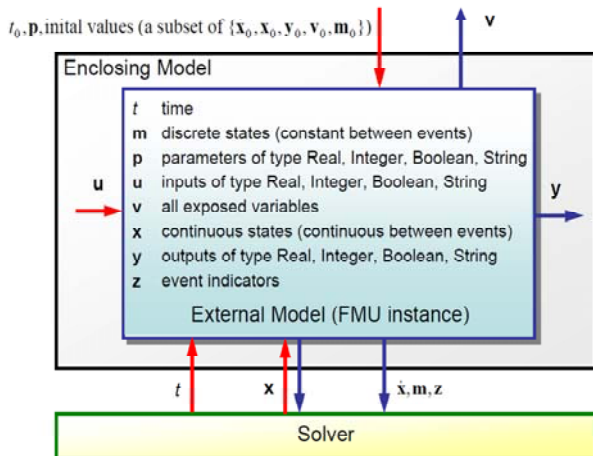 t₀,p,inital values (a subset of {x₀,x₀,y₀,v₀,m₀})
v
Enclosing Model
t time
m discrete states (constant between events)
p parameters of type Real, Integer, Boolean, String
u
u inputs of type Real, Integer, Boolean, String
y
v all exposed variables
x continuous states (continuous between events)
y outputs of type Real, Integer, Boolean, String
z event indicators
External Model (FMU instance)
t
x
ẋ,m,z
Solver